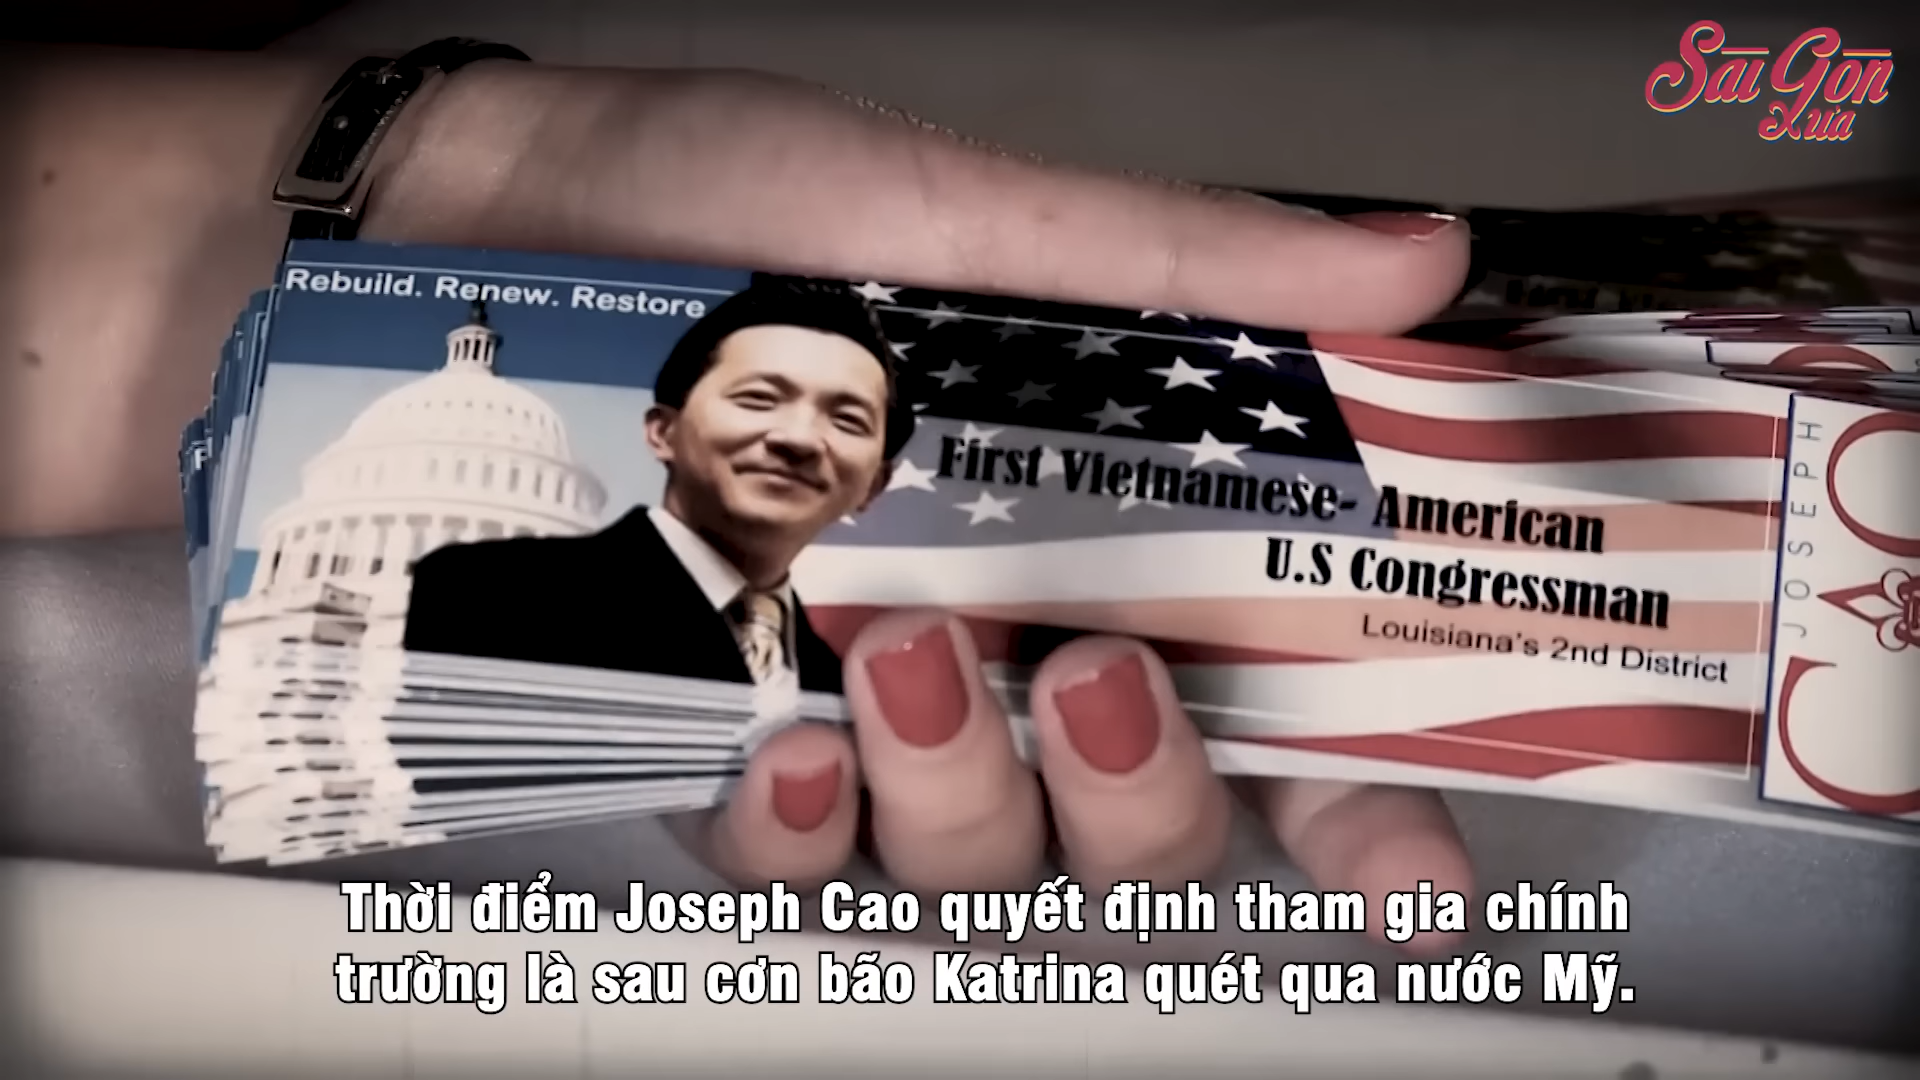 Sài Gòn
Xưa
Rebuild. Renew. Restore
First Vietnamese- American
U.S Congressman
Louisiana's 2nd District
JOSEPH
Thời điểm Joseph Cao quyết định tham gia chính
trường là sau cơn bão Katrina quét qua nước Mỹ.